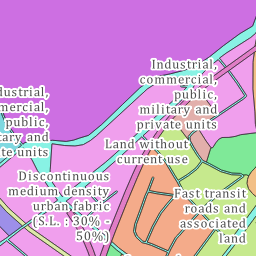 Industrial,
commercial,
public,
military and
private units
dustrial,
mercial,
public,
tary and
te units
Land without
current use
Discontinuous
medium density
urban fabric
(S.L. : 30% -
50%)
Fast transit
roads and
associated
land